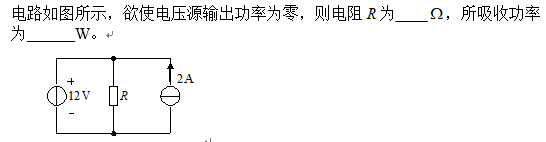 电路如图所示，欲使电压源输出功率为零，则电阻 R 为____Ω，所吸收功率
为______W。↵
+
12V
-
R
2A
↵